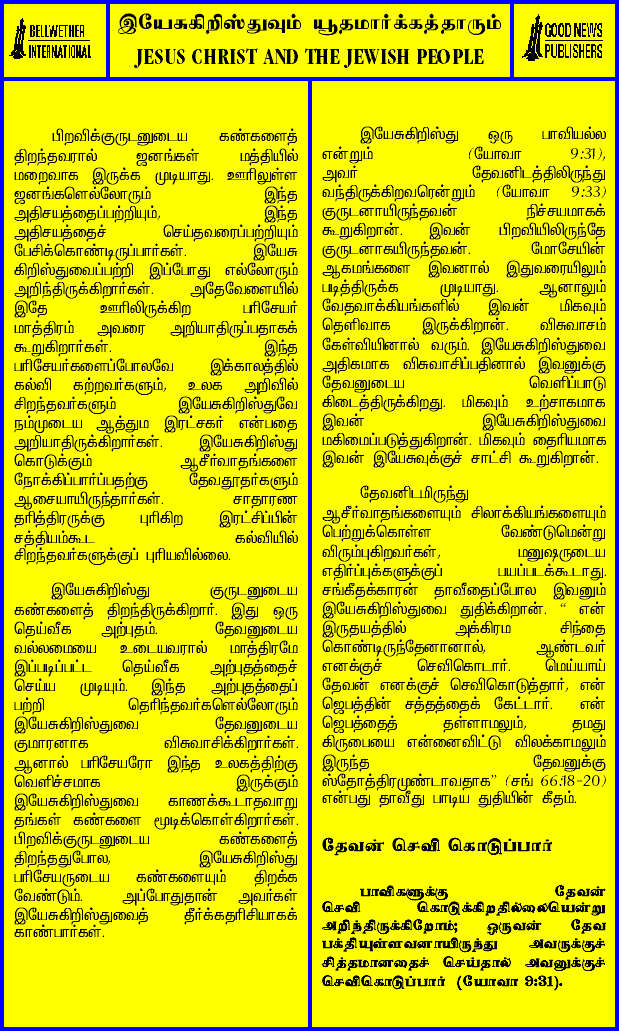 BELLWETHER
INTERNATIONAL
இயேசுகிறிஸ்துவும் யூதமார்க்கத்தாரும்
JESUS CHRIST AND THE JEWISH PEOPLE
GOOD NEWS
PUBLISHERS
பிறவிக்குருடனுடைய கண்களைத்
திறந்தவரால் ஜனங்கள் மத்தியில்
மறைவாக இருக்க முடியாது. ஊரிலுள்ள
ஜனங்களெல்லோரும் இந்த
அதிசயத்தைப்பற்றியும், இந்த
அதிசயத்தைச் செய்தவரைப்பற்றியும்
பேசிக்கொண்டிருப்பார்கள். இயேசு
கிறிஸ்துவைப்பற்றி இப்போது எல்லோரும்
அறிந்திருக்கிறார்கள். அதேவேளையில்
இதே ஊரிலிருக்கிற பரிசேயர்
மாத்திரம் அவரை அறியாதிருப்பதாகக்
கூறுகிறார்கள். இந்த
பரிசேயர்களைப்போலவே இக்காலத்தில்
கல்வி கற்றவர்களும், உலக அறிவில்
சிறந்தவர்களும் இயேசுகிறிஸ்துவே
நம்முடைய ஆத்தும இரட்சகர் என்பதை
அறியாதிருக்கிறார்கள். இயேசுகிறிஸ்து
கொடுக்கும் ஆசீர்வாதங்களை
நோக்கிப்பார்ப்பதற்கு தேவதூதர்களும்
ஆசையாயிருந்தார்கள். சாதாரண
தரித்திரருக்கு புரிகிற இரட்சிப்பின்
சத்தியம்கூட கல்வியில்
சிறந்தவர்களுக்குப் புரியவில்லை.
இயேசுகிறிஸ்து குருடனுடைய
கண்களைத் திறந்திருக்கிறார். இது ஒரு
தெய்வீக அற்புதம். தேவனுடைய
வல்லமையை உடையவரால் மாத்திரமே
இப்படிப்பட்ட தெய்வீக அற்புதத்தைச்
செய்ய முடியும். இந்த அற்புதத்தைப்
பற்றி தெரிந்தவர்களெல்லோரும்
இயேசுகிறிஸ்துவை தேவனுடைய
குமாரனாக விசுவாசிக்கிறார்கள்.
ஆனால் பரிசேயரோ இந்த உலகத்திற்கு
வெளிச்சமாக இருக்கும்
இயேசுகிறிஸ்துவை காணக்கூடாதவாறு
தங்கள் கண்களை மூடிக்கொள்கிறார்கள்.
பிறவிக்குருடனுடைய கண்களைத்
திறந்ததுபோல, இயேசுகிறிஸ்து
பரிசேயருடைய கண்களையும் திறக்க
வேண்டும். அப்போதுதான் அவர்கள்
இயேசுகிறிஸ்துவைத் தீர்க்கதரிசியாகக்
காண்பார்கள்.
இயேசுகிறிஸ்து ஒரு பாவியல்ல
என்றும் (யோவா 9:31),
அவர் தேவனிடத்திலிருந்து
வந்திருக்கிறவரென்றும் (யோவா 9:33)
குருடனாயிருந்தவன் நிச்சயமாகக்
கூறுகிறான். இவன் பிறவியிலிருந்தே
குருடனாகயிருந்தவன். மோசேயின்
ஆகமங்களை இவனால் இதுவரையிலும்
படித்திருக்க முடியாது. ஆனாலும்
வேதவாக்கியங்களில் இவன் மிகவும்
தெளிவாக இருக்கிறான். விசுவாசம்
கேள்வியினால் வரும். இயேசுகிறிஸ்துவை
அதிகமாக விசுவாசிப்பதினால் இவனுக்கு
தேவனுடைய வெளிப்பாடு
கிடைத்திருக்கிறது. மிகவும் உற்சாகமாக
இவன் இயேசுகிறிஸ்துவை
மகிமைப்படுத்துகிறான். மிகவும் தைரியமாக
இவன் இயேசுவுக்குச் சாட்சி கூறுகிறான்.
தேவனிடமிருந்து
ஆசீர்வாதங்களையும் சிலாக்கியங்களையும்
பெற்றுக்கொள்ள வேண்டுமென்று
விரும்புகிறவர்கள், மனுஷருடைய
எதிர்ப்புக்களுக்குப் பயப்படக்கூடாது.
சங்கீதக்காரன் தாவீதைப்போல இவனும்
இயேசுகிறிஸ்துவை துதிக்கிறான். “ என்
இருதயத்தில் அக்கிரம சிந்தை
கொண்டிருந்தேனானால், ஆண்டவர்
எனக்குச் செவிகொடார். மெய்யாய்
தேவன் எனக்குச் செவிகொடுத்தார், என்
ஜெபத்தின் சத்தத்தைக் கேட்டார். என்
ஜெபத்தைத் தள்ளாமலும், தமது
கிருபையை என்னைவிட்டு விலக்காமலும்
இருந்த தேவனுக்கு
ஸ்தோத்திரமுண்டாவதாக” (சங் 66:18-20)
என்பது தாவீது பாடிய துதியின் கீதம்.
தேவன் செவி கொடுப்பார்
பாவிகளுக்கு தேவன்
செவி கொடுக்கிறதில்லையென்று
அறிந்திருக்கிறோம்; ஒருவன் தேவ
பக்தியுள்ளவனாயிருந்து அவருக்குச்
சித்தமானதைச் செய்தால் அவனுக்குச்
செவிகொடுப்பார் (யோவா 9:31).